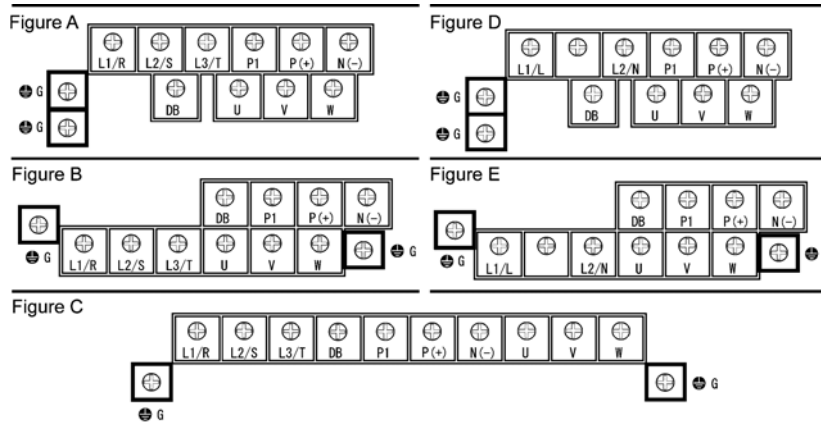 Figure A
L1/R L2/S L3/T P1 P(+) N(-)
G
G
DB U V W
Figure D
L1/L L2/N P1 P(+) N(-)
G
G
DB U V W
Figure B
DB P1 P(+) N(-)
G
L1/R L2/S L3/T U V W
G
Figure E
DB P1 P(+) N(-)
G
L1/L L2/N U V W
Figure C
L1/R L2/S L3/T DB P1 P(+) N(-) U V W
G
G